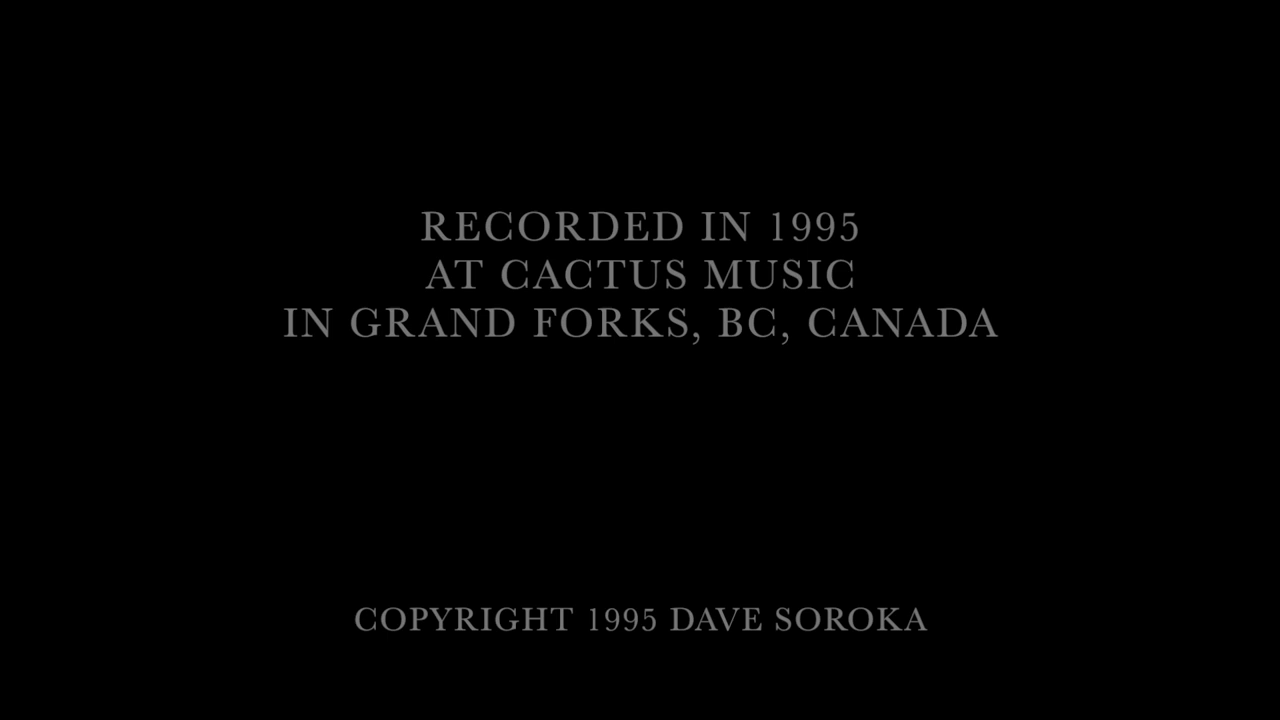 RECORDED IN 1995
AT CACTUS MUSIC
IN GRAND FORKS, BC, CANADA
COPYRIGHT 1995 DAVE SOROKA